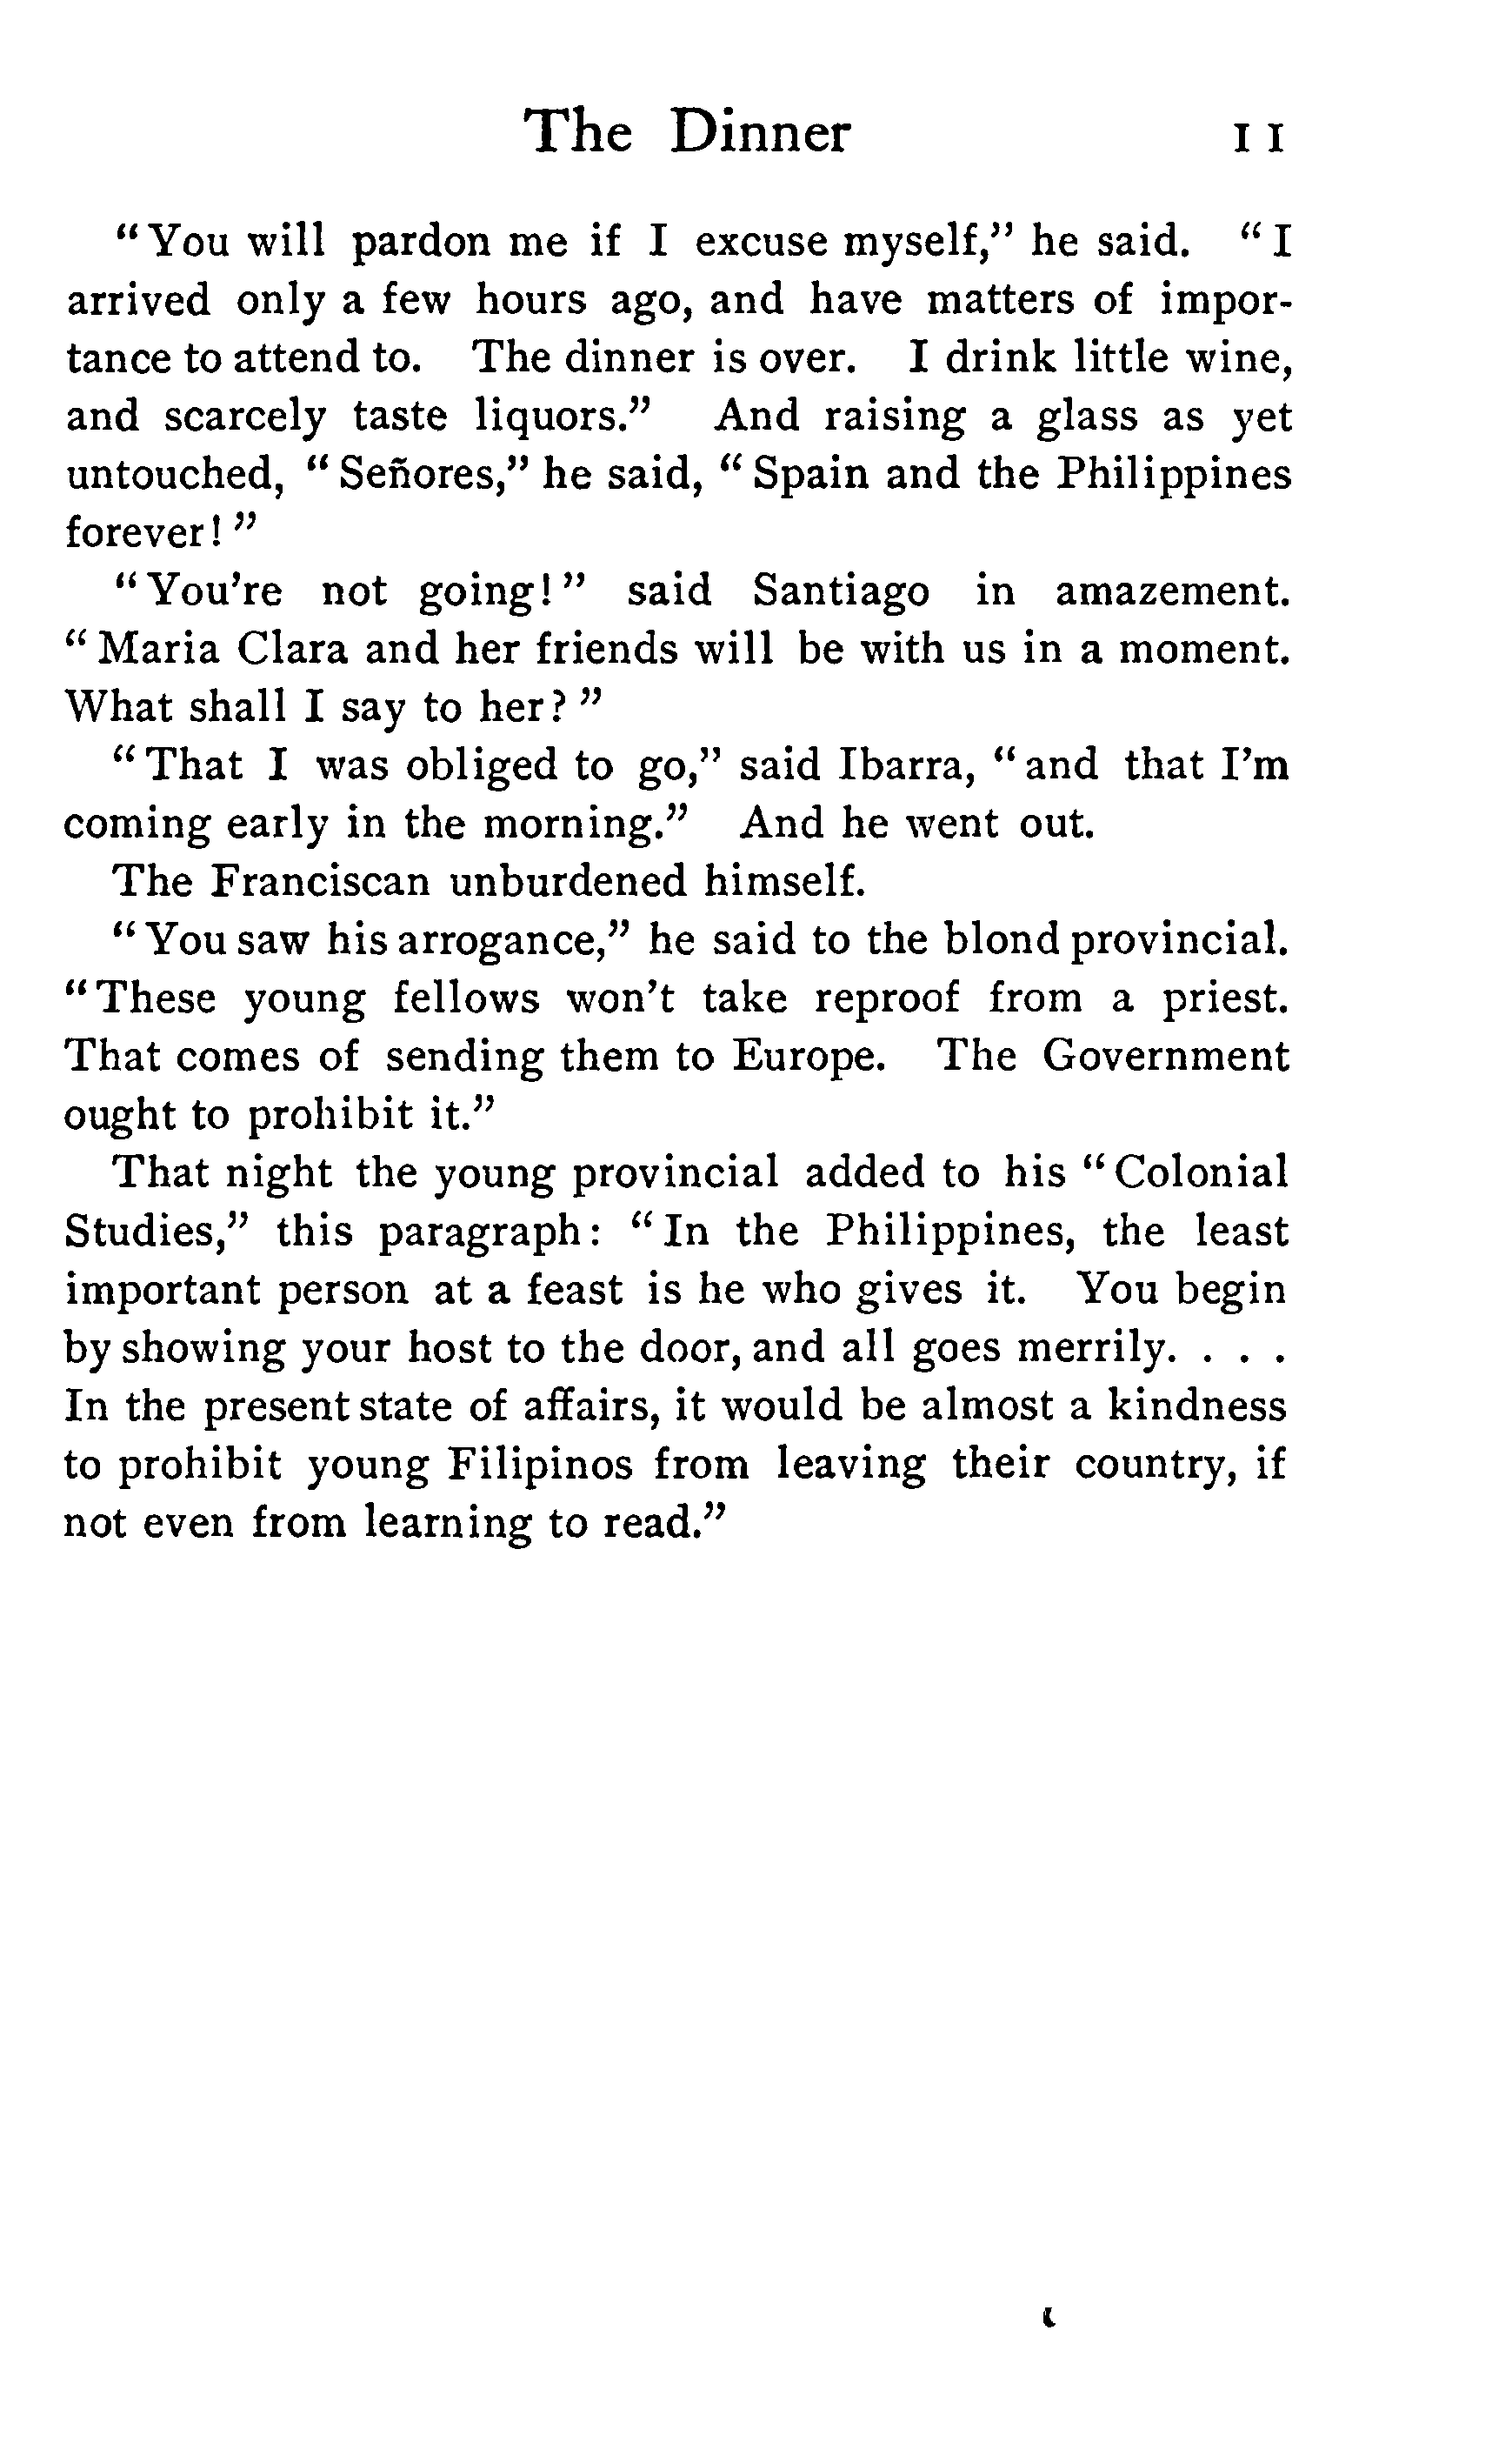 The Dinner 11
“You will pardon me if I excuse myself,” he said. “I
arrived only a few hours ago, and have matters of impor-
tance to attend to. The dinner is over. I drink little wine,
and scarcely taste liquors.” And raising a glass as yet
untouched, “Señores,” he said, “Spain and the Philippines
forever!”
“You're not going!” said Santiago in amazement.
“Maria Clara and her friends will be with us in a moment.
What shall I say to her?”
“That I was obliged to go,” said Ibarra, “and that I'm
coming early in the morning.” And he went out.
The Franciscan unburdened himself.
“You saw his arrogance,” he said to the blond provincial.
“These young fellows won't take reproof from a priest.
That comes of sending them to Europe. The Government
ought to prohibit it.”
That night the young provincial added to his “Colonial
Studies,” this paragraph: “In the Philippines, the least
important person at a feast is he who gives it. You begin
by showing your host to the door, and all goes merrily. . . .
In the present state of affairs, it would be almost a kindness
to prohibit young Filipinos from leaving their country, if
not even from learning to read.”